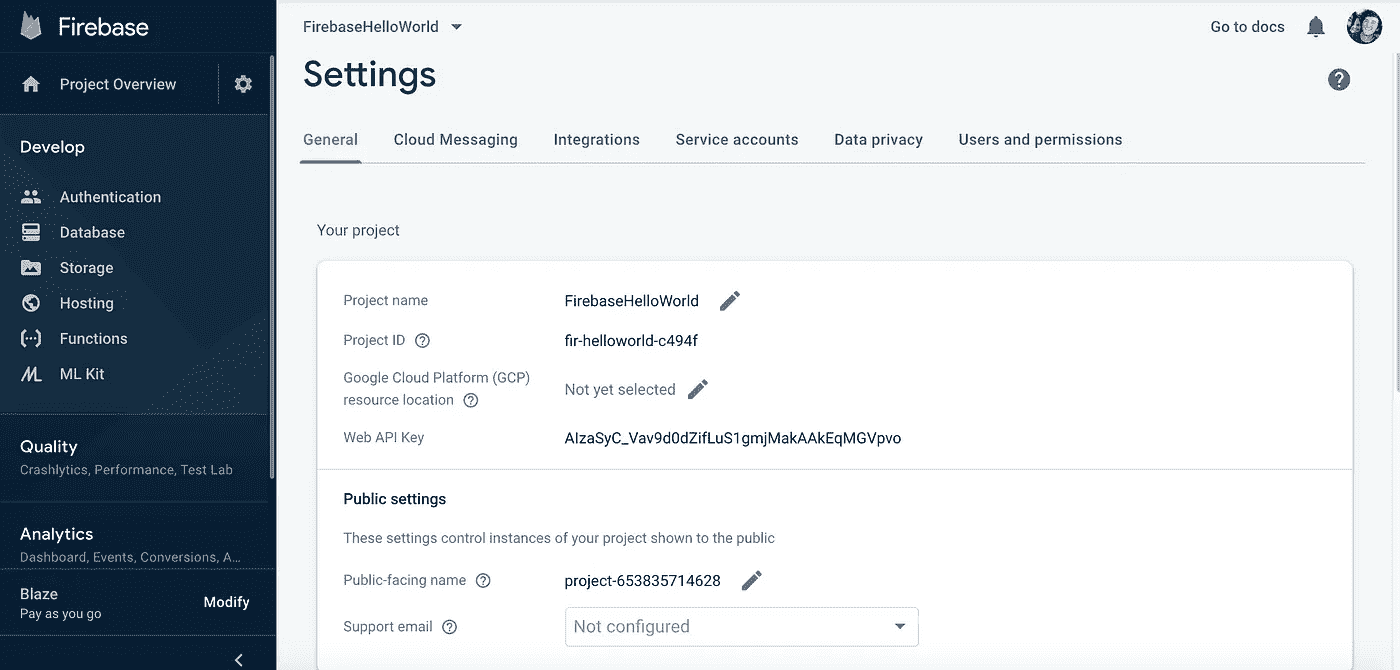 Firebase
FirebaseHelloWorld
Go to docs
Project Overview
Settings
General Cloud Messaging Integrations Service accounts Data privacy Users and permissions
Develop
Authentication
Database
Storage
Hosting
Functions
ML Kit
Quality
Crashlytics, Performance, Test Lab
Analytics
Dashboard, Events, Conversions, A...
Blaze
Pay as you go
Modify
Your project
Project name FirebaseHelloWorld
Project ID fir-helloworld-c494f
Google Cloud Platform (GCP)
resource location
Not yet selected
Web API Key AIzaSyC_Vav9d0dZifLuS1gmjMakAAkEqMGVpvo
Public settings
These settings control instances of your project shown to the public
Public-facing name project-653835714628
Support email Not configured